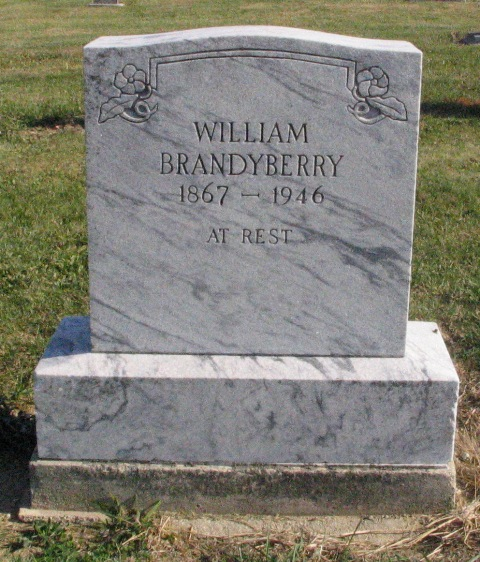 WILLIAM
BRANDYBERRY
1867 — 1946
AT REST